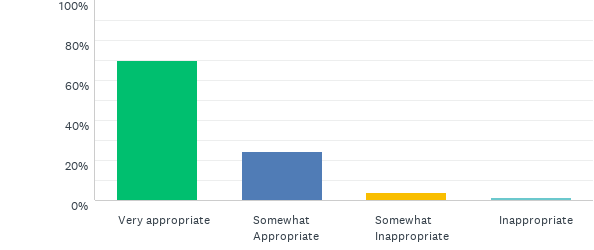 100%
80%
60%
40%
20%
0%
Very appropriate
Somewhat
Appropriate
Somewhat
Inappropriate
Inappropriate